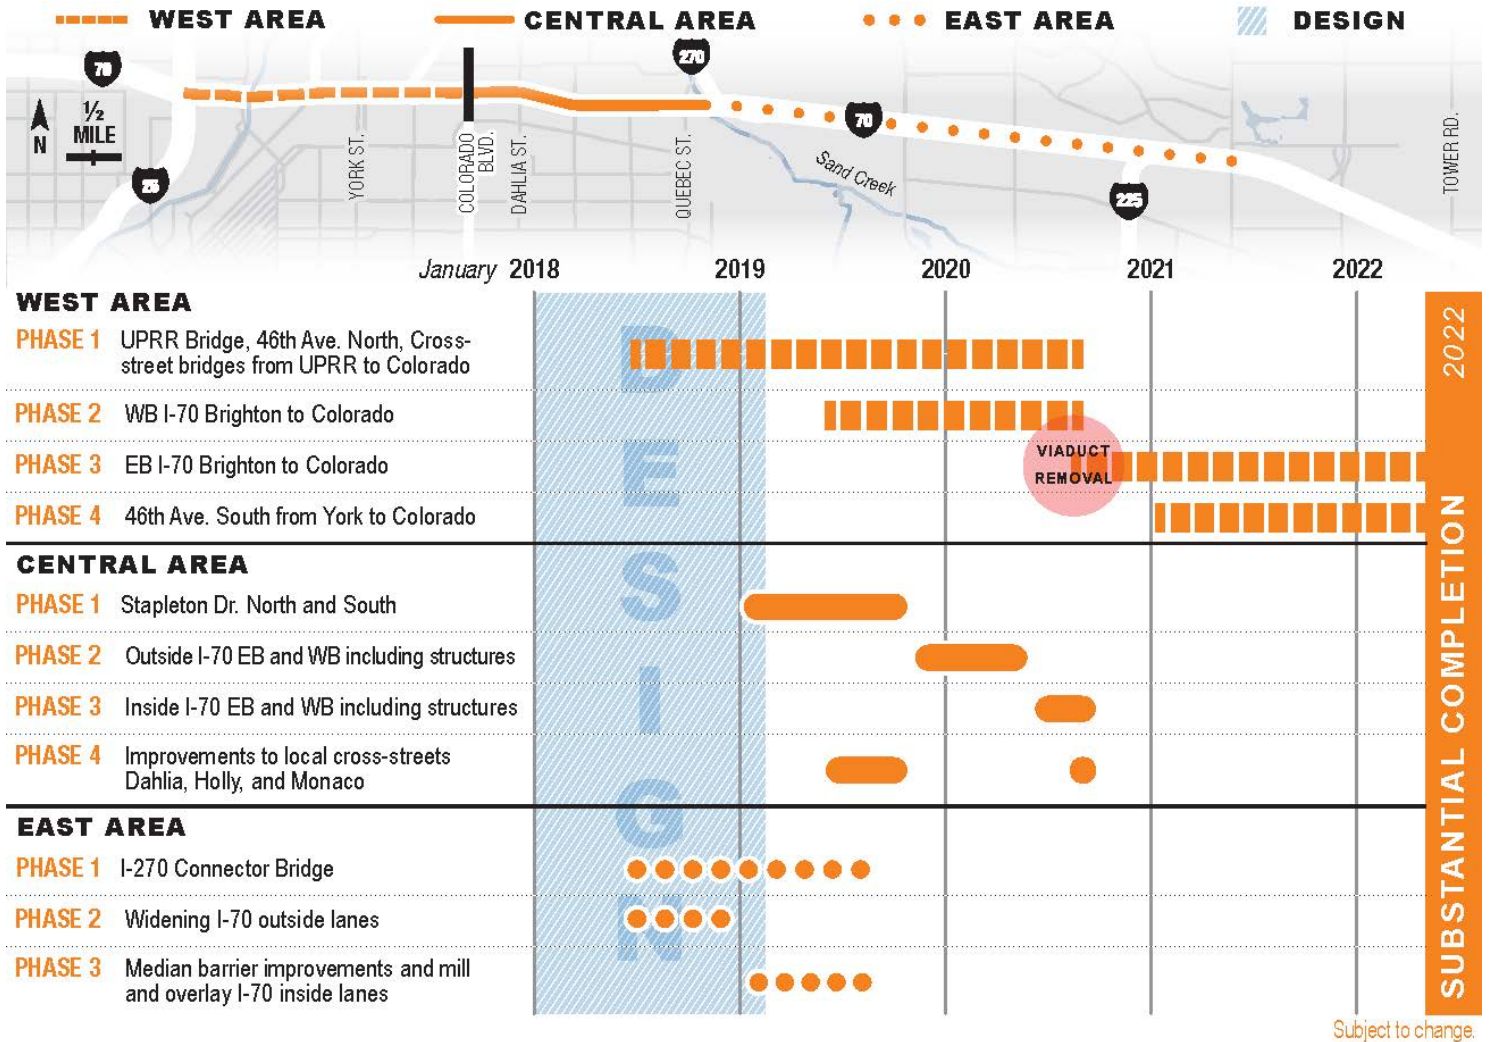 WEST AREA
CENTRAL AREA
EAST AREA
DESIGN
70
270
½
MILE
N
25
70
225
YORK ST.
COLORADO
BLVD.
DAHLIA ST.
QUEBEC ST.
Sand Creek
TOWER RD.
January 2018
2019
2020
2021
2022
WEST AREA
PHASE 1 UPRR Bridge, 46th Ave. North, Cross-
street bridges from UPRR to Colorado
PHASE 2 WB I-70 Brighton to Colorado
PHASE 3 EB I-70 Brighton to Colorado
PHASE 4 46th Ave. South from York to Colorado
VIADUCT
REMOVAL
CENTRAL AREA
PHASE 1 Stapleton Dr. North and South
PHASE 2 Outside I-70 EB and WB including structures
PHASE 3 Inside I-70 EB and WB including structures
PHASE 4 Improvements to local cross-streets
Dahlia, Holly, and Monaco
EAST AREA
PHASE 1 I-270 Connector Bridge
PHASE 2 Widening I-70 outside lanes
PHASE 3 Median barrier improvements and mill
and overlay I-70 inside lanes
DESIGN
SUBSTANTIAL COMPLETION 2022
Subject to change.